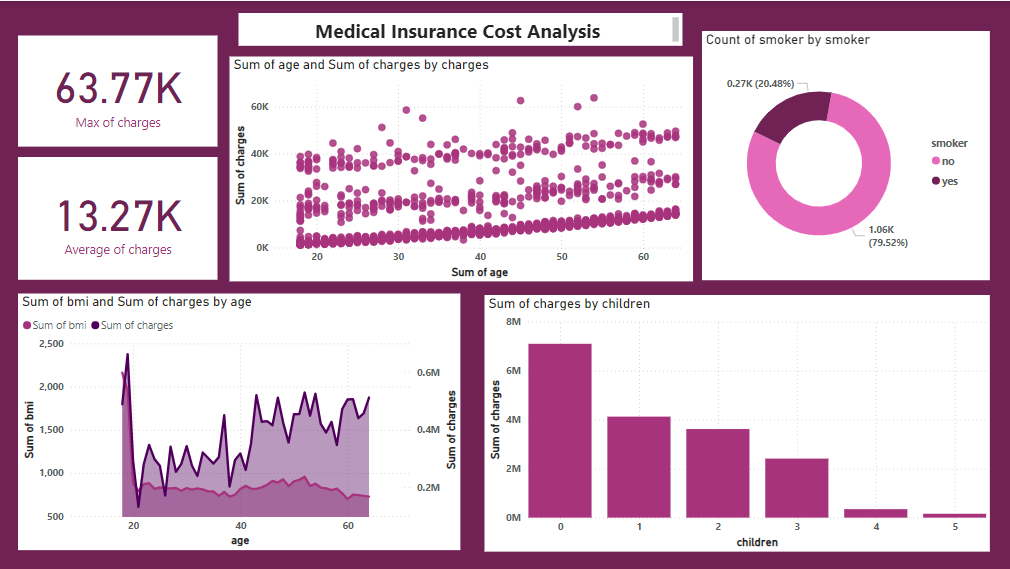 Medical Insurance Cost Analysis
63.77K
Max of charges
13.27K
Average of charges
Sum of age and Sum of charges by charges
Sum of charges
60K
40K
20K
0K
20
30
40
50
60
Sum of age
Count of smoker by smoker
0.27K (20.48%)
1.06K
(79.52%)
smoker
no
yes
Sum of bmi and Sum of charges by age
Sum of bmi
Sum of charges
Sum of bmi
2,500
2,000
1,500
1,000
500
0.6M
0.4M
0.2M
Sum of charges
20
40
60
age
Sum of charges by children
Sum of charges
8M
6M
4M
2M
0M
0
1
2
3
4
5
children